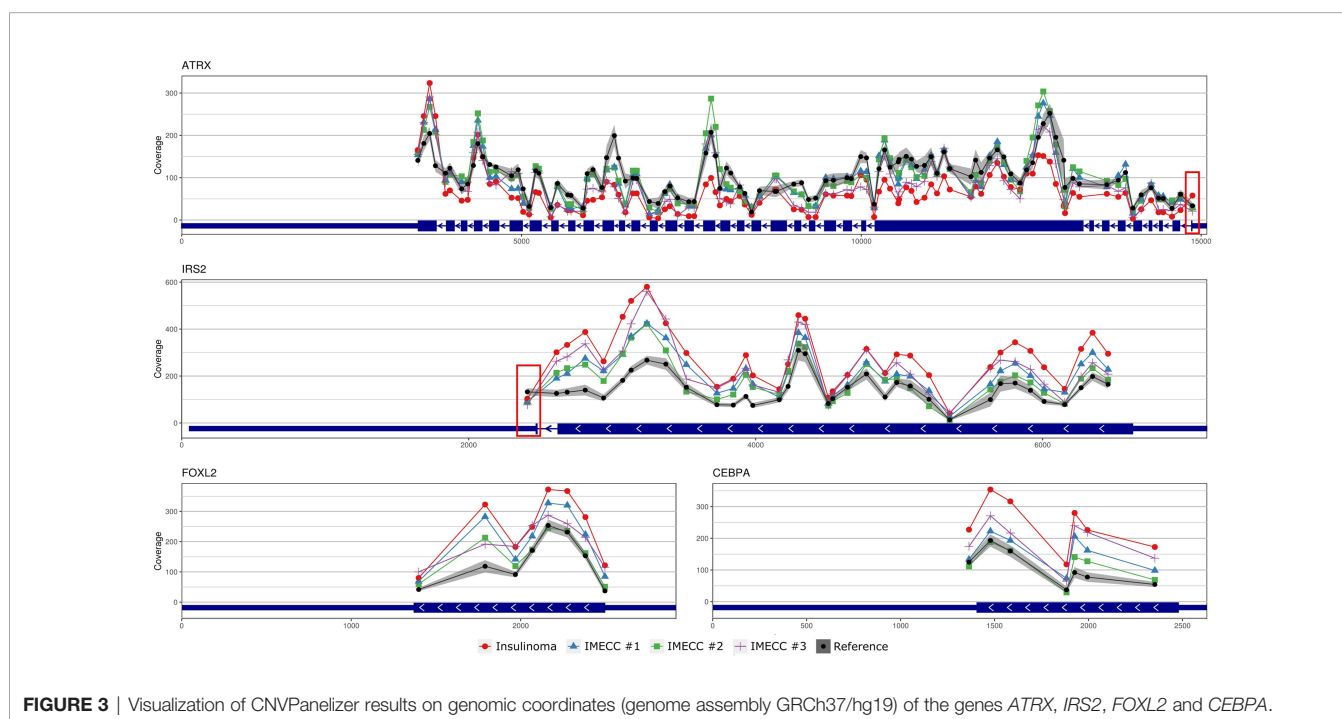 ATRX
Coverage
300
200
100
0
0 5000 10000 15000
IRS2
Coverage
600
400
200
0
0 2000 4000 6000
FOXL2 CEBPA
Coverage Coverage
300 300
200 200
100 100
0 0
0 1000 2000 0 500 1000 1500 2000 2500
Insulinoma IMECC #1 IMECC #2 IMECC #3 Reference
FIGURE 3 | Visualization of CNVPanelizer results on genomic coordinates (genome assembly GRCh37/hg19) of the genes ATRX, IRS2, FOXL2 and CEBPA.